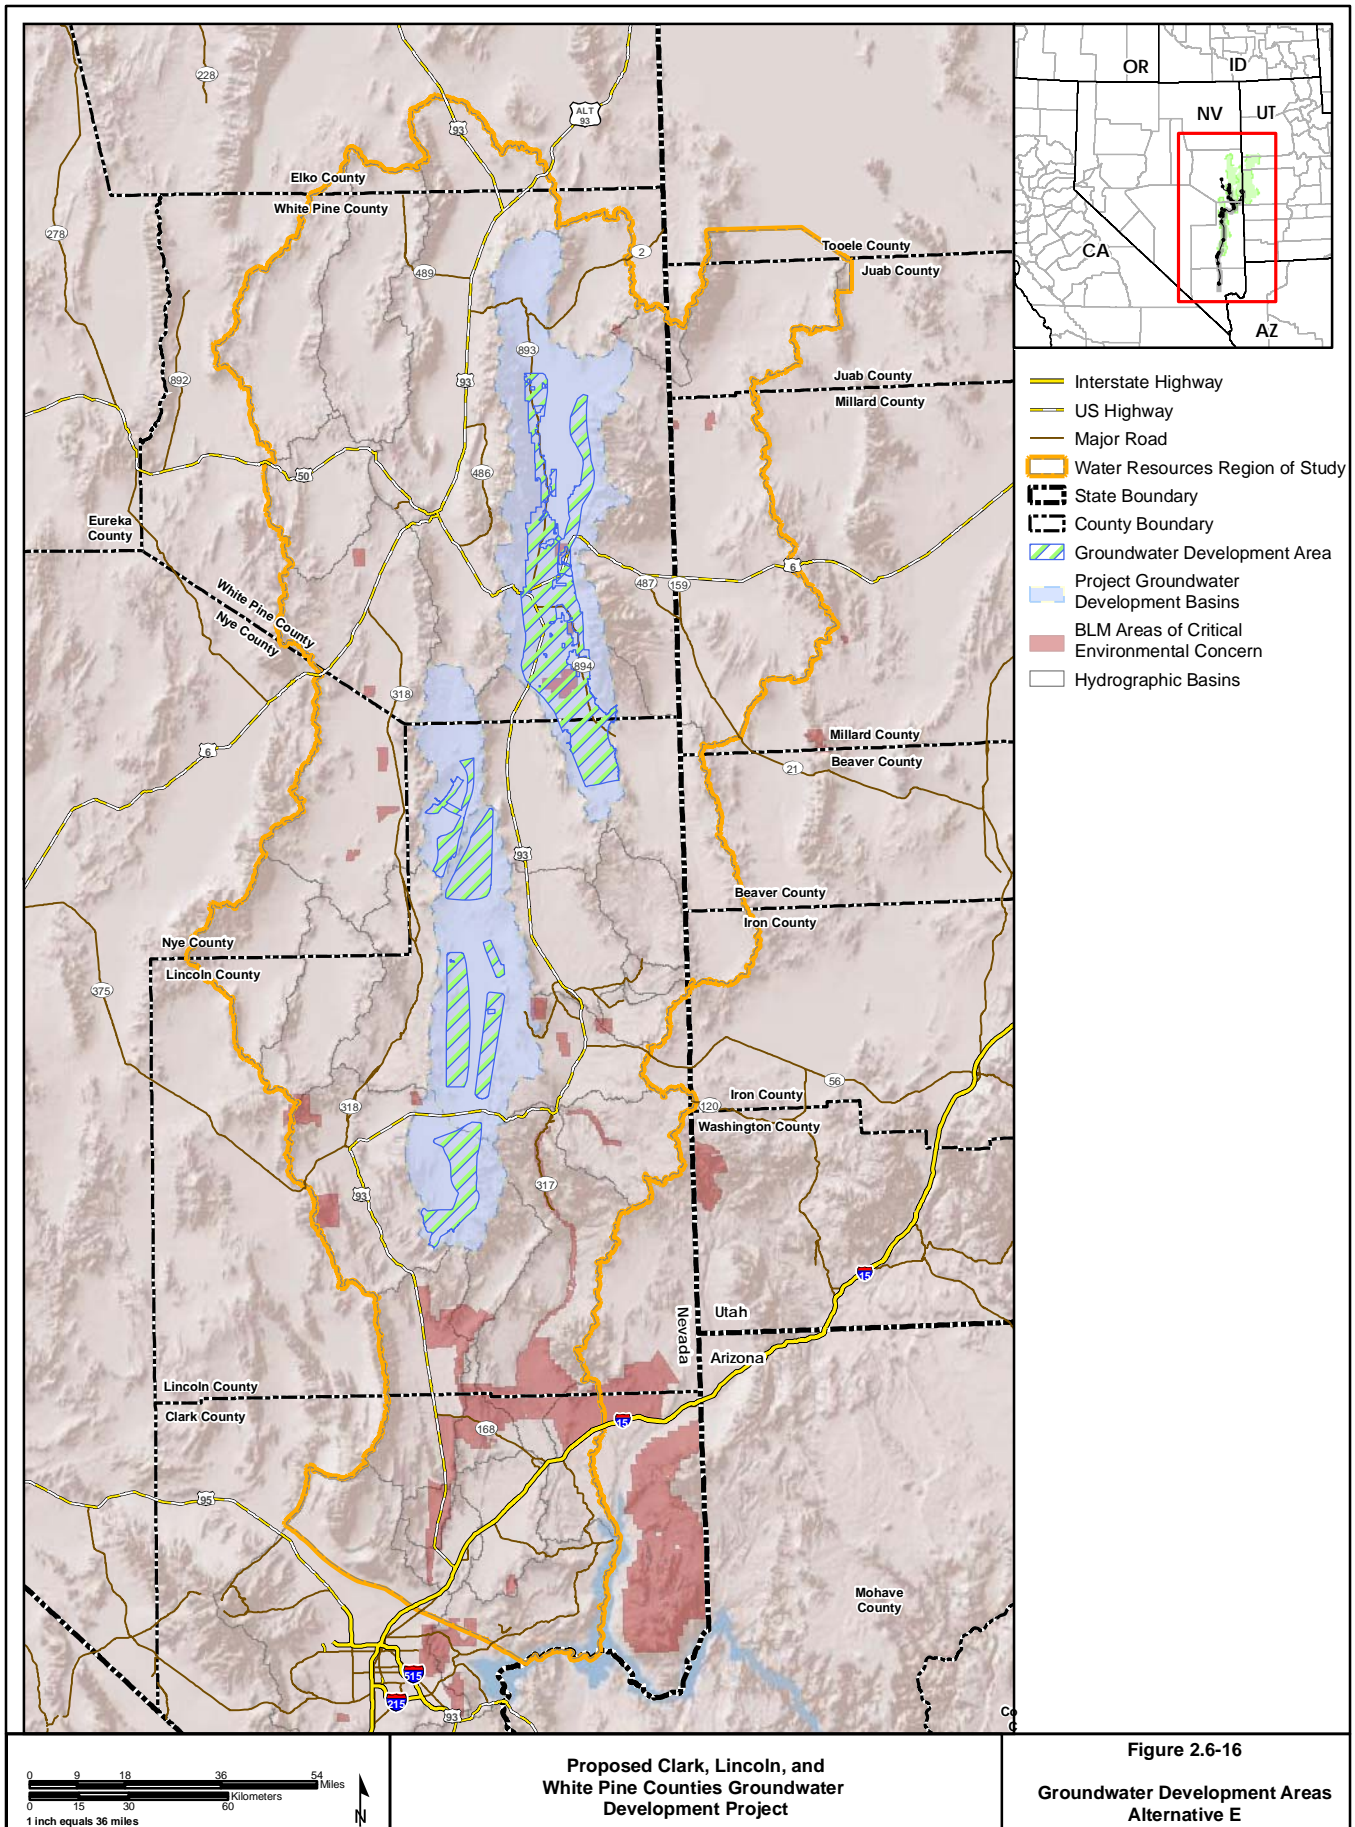 228
93
ALT
93
Elko County
White Pine County
278
489
2
Tooele County
Juab County
893
892
93
Juab County
Millard County
50
486
Eureka
County
6
487
159
White Pine County
Nye County
894
318
6
Millard County
Beaver County
21
93
Beaver County
Iron County
Nye County
Lincoln County
375
56
318
120
Iron County
Washington County
93
317
15
Nevada
Utah
Arizona
Lincoln County
Clark County
15
168
95
Mohave
County
515
215
93
Co
C
OR
ID
NV
UT
CA
AZ
Interstate Highway
US Highway
Major Road
Water Resources Region of Study
State Boundary
County Boundary
Groundwater Development Area
Project Groundwater
Development Basins
BLM Areas of Critical
Environmental Concern
Hydrographic Basins
0 9 18 36 54
Miles
Kilometers
0 15 30 60
1 inch equals 36 miles
N
Proposed Clark, Lincoln, and
White Pine Counties Groundwater
Development Project
Figure 2.6-16
Groundwater Development Areas
Alternative E